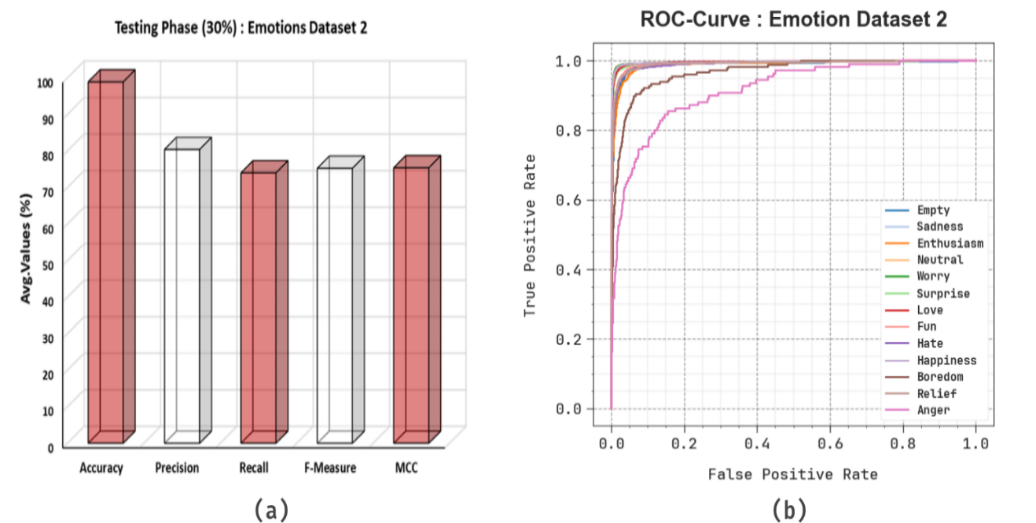 Testing Phase (30%) : Emotions Dataset 2
Avg.Values (%)
100
90
80
70
60
50
40
30
20
10
0
Accuracy Precision Recall F-Measure MCC
(a)
ROC-Curve : Emotion Dataset 2
True Positive Rate
1.0
0.8
0.6
0.4
0.2
0.0
Empty
Sadness
Enthusiasm
Neutral
Worry
Surprise
Love
Fun
Hate
Happiness
Boredom
Relief
Anger
0.0 0.2 0.4 0.6 0.8 1.0
False Positive Rate
(b)